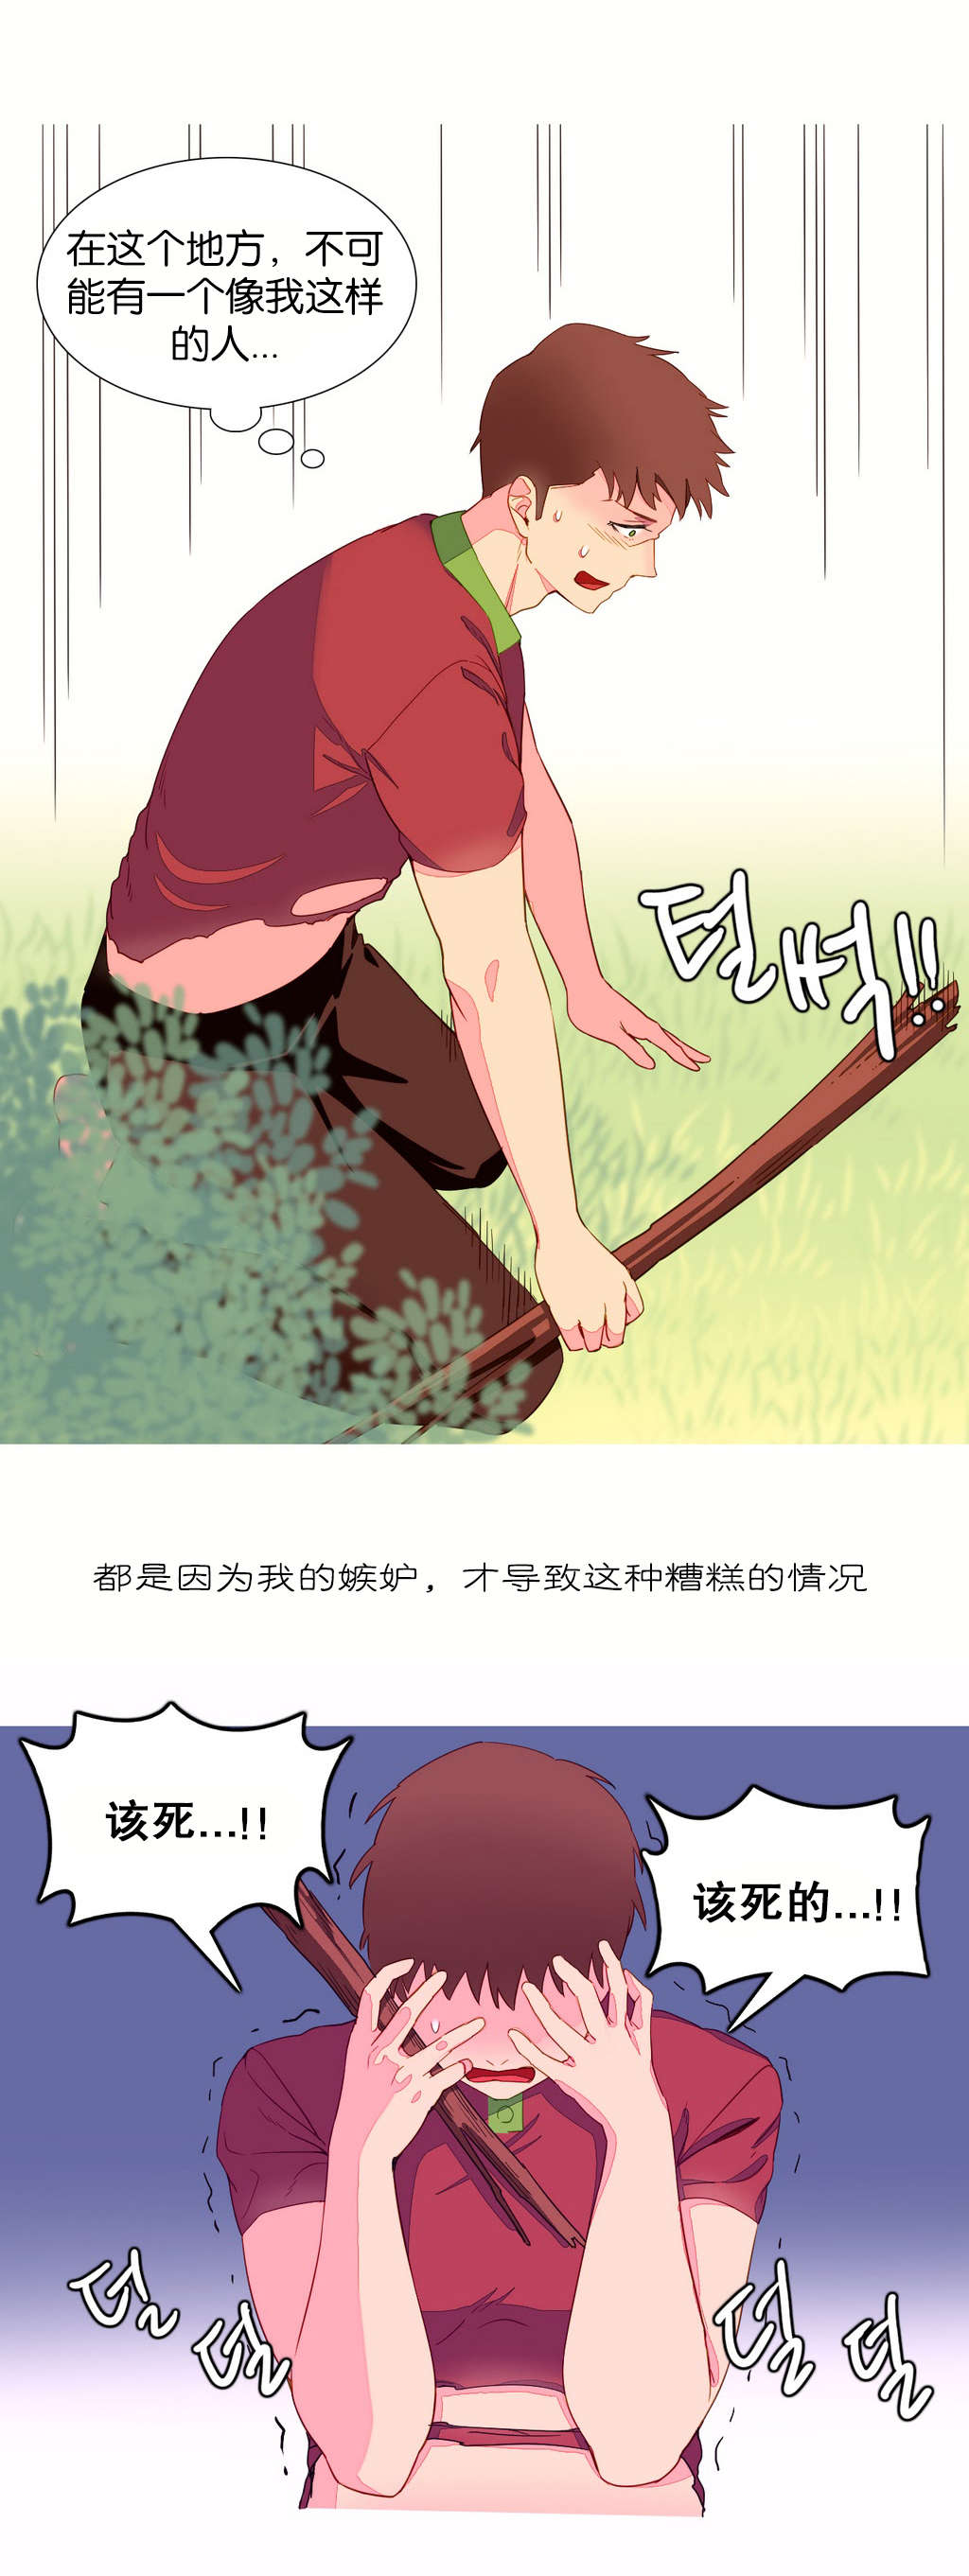 在这个地方，不可
能有一个像我这样
的人...
털썩!!
都是因为我的嫉妒，才导致这种糟糕的情况
该死...!!
该死的...!!
덜
덜
덜
덜